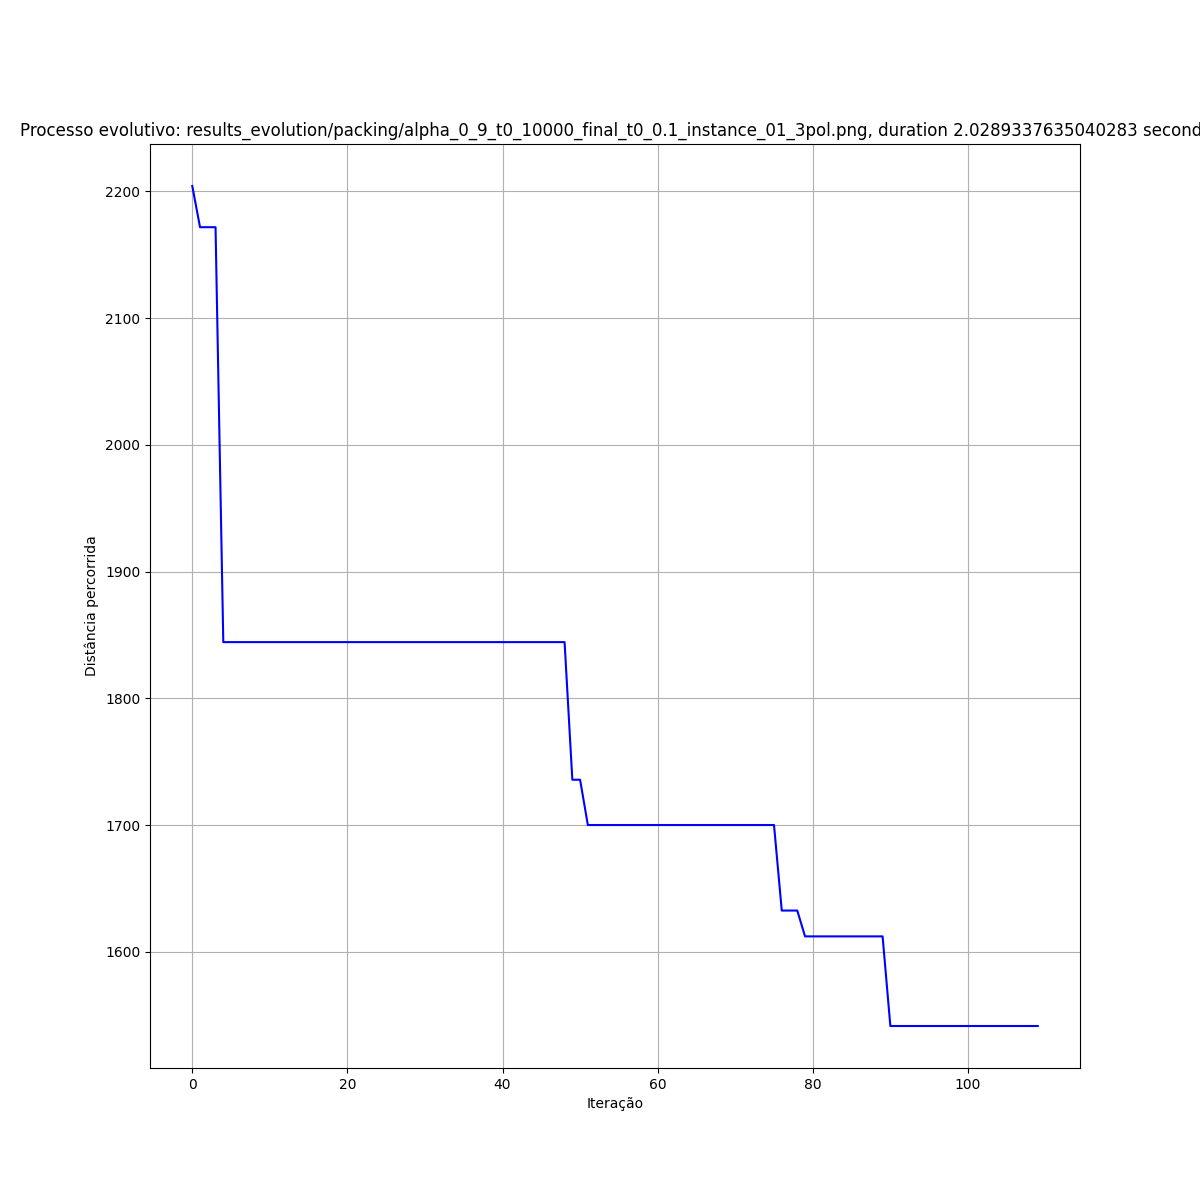 Processo evolutivo: results_evolution/packing/alpha_0_9_t0_10000_final_t0_0.1_instance_01_3pol.png, duration 2.0289337635040283 second
2200
2100
2000
1900
1800
1700
1600
Distância percorrida
0 20 40 60 80 100
Iteração